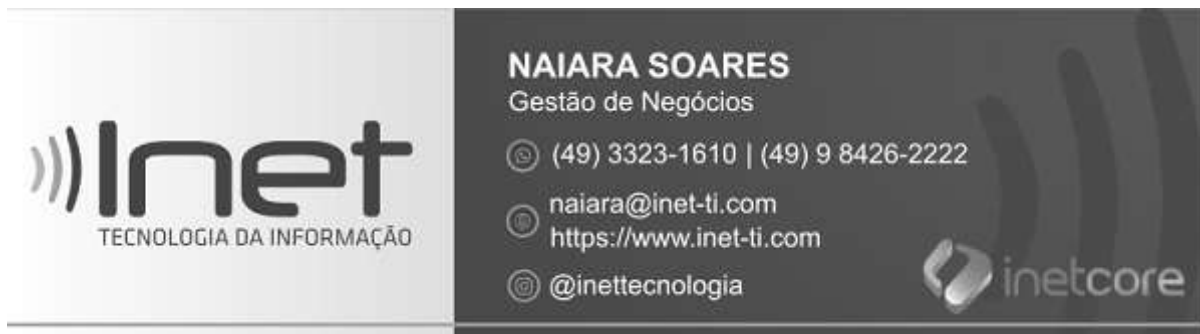 Inet
TECNOLOGIA DA INFORMAÇÃO
NAIARA SOARES
Gestão de Negócios
(49) 3323-1610 | (49) 9 8426-2222
naiara@inet-ti.com
https://www.inet-ti.com
@inettecnologia
inetcore